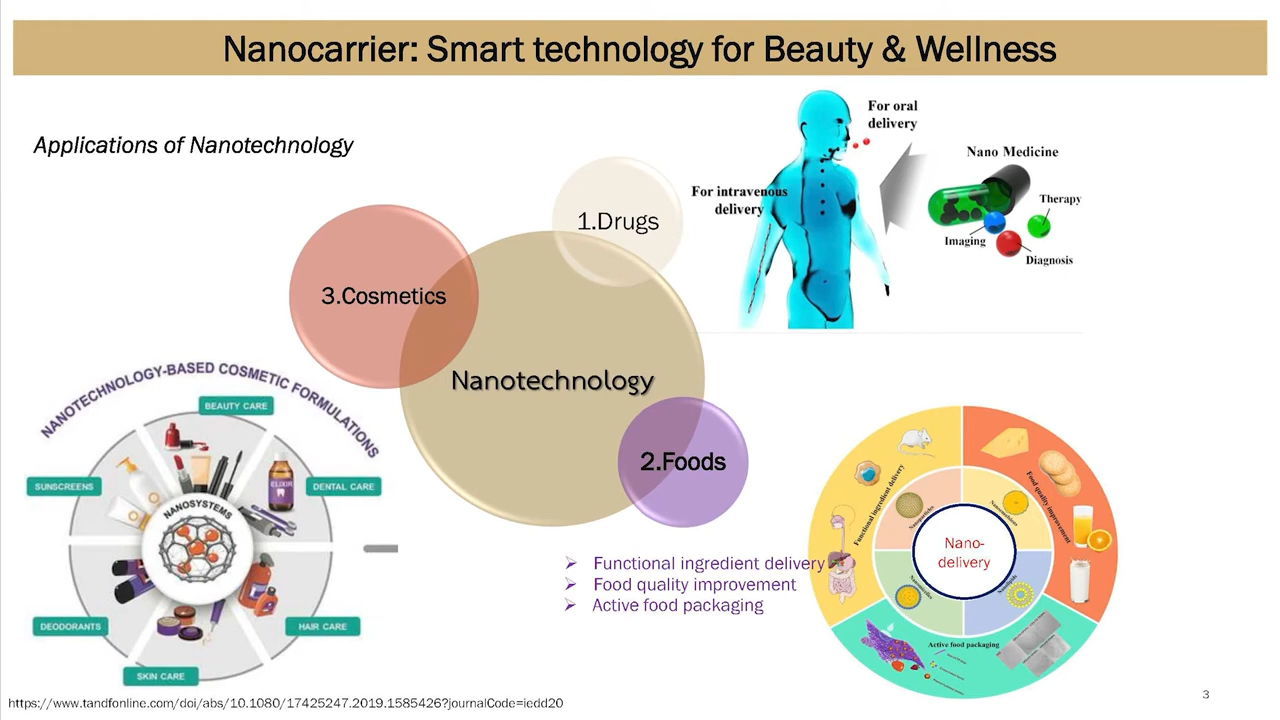 Nanocarrier: Smart technology for Beauty & Wellness
Applications of Nanotechnology
1.Drugs
3.Cosmetics
Nanotechnology
2.Foods
For oral
delivery
For intravenous
delivery
Nano Medicine
Therapy
Imaging
Diagnosis
NANOTECHNOLOGY-BASED COSMETIC FORMULATIONS
BEAUTY CARE
SUNSCREENS
DENTAL CARE
ELIXIR
NANOSYSTEMS
DEODORANTS
HAIR CARE
SKIN CARE
➢ Functional ingredient delivery
➢ Food quality improvement
➢ Active food packaging
Functional ingredient delivery
Food quality improvement
Nano-
delivery
Active food packaging
https://www.tandfonline.com/doi/abs/10.1080/17425247.2019.1585426?journalCode=iedd20
3